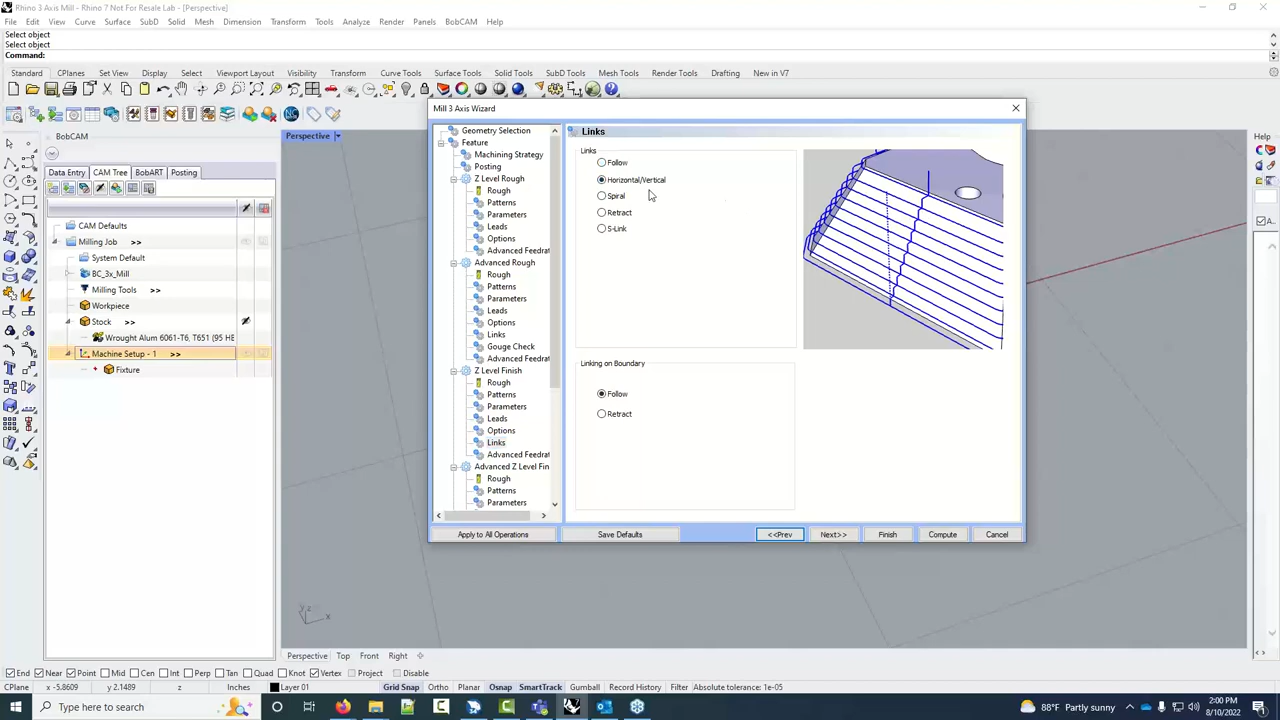 Rhino 3 Axis Mill - Rhino 7 Not For Resale Lab - [Perspective]
File Edit View Curve Surface SubD Solid Mesh Dimension Transform Tools Analyze Render Panels BobCAM Help
Select object
Select object
Command:
Standard CPlanes Set View Display Select Viewport Layout Visibility Transform Curve Tools Surface Tools Solid Tools SubD Tools Mesh Tools Render Tools Drafting New in V7
BobCAM
Data Entry CAM Tree BobART Posting
CAM Defaults
Milling Job >>
System Default
BC_3x_Mill
Milling Tools >>
Workpiece
Stock >>
Wrought Alum 6061-T6, T651 (95 HE
Machine Setup - 1 >>
Fixture
Perspective
Mill 3 Axis Wizard
Geometry Selection
Feature
Machining Strategy
Posting
Z Level Rough
Rough
Patterns
Parameters
Leads
Options
Advanced Feedrat
Advanced Rough
Rough
Patterns
Parameters
Leads
Options
Links
Gouge Check
Advanced Feedrat
Z Level Finish
Rough
Patterns
Parameters
Leads
Options
Links
Advanced Feedrat
Advanced Z Level Fin
Rough
Patterns
Parameters
Links
Links
Follow
Horizontal/Vertical
Spiral
Retract
S-Link
Linking on Boundary
Follow
Retract
Apply to All Operations Save Defaults <<Prev Next>> Finish Compute Cancel
Help
z
y
x
Perspective Top Front Right
End Near Point Mid Cen Int Perp Tan Quad Knot Vertex Project Disable
CPlane x -5.8609 y 2.1489 z Inches Layer 01 Grid Snap Ortho Planar Osnap SmartTrack Gumball Record History Filter Absolute tolerance: 1e-05
Type here to search
88°F Partly sunny
2:00 PM
8/10/2022